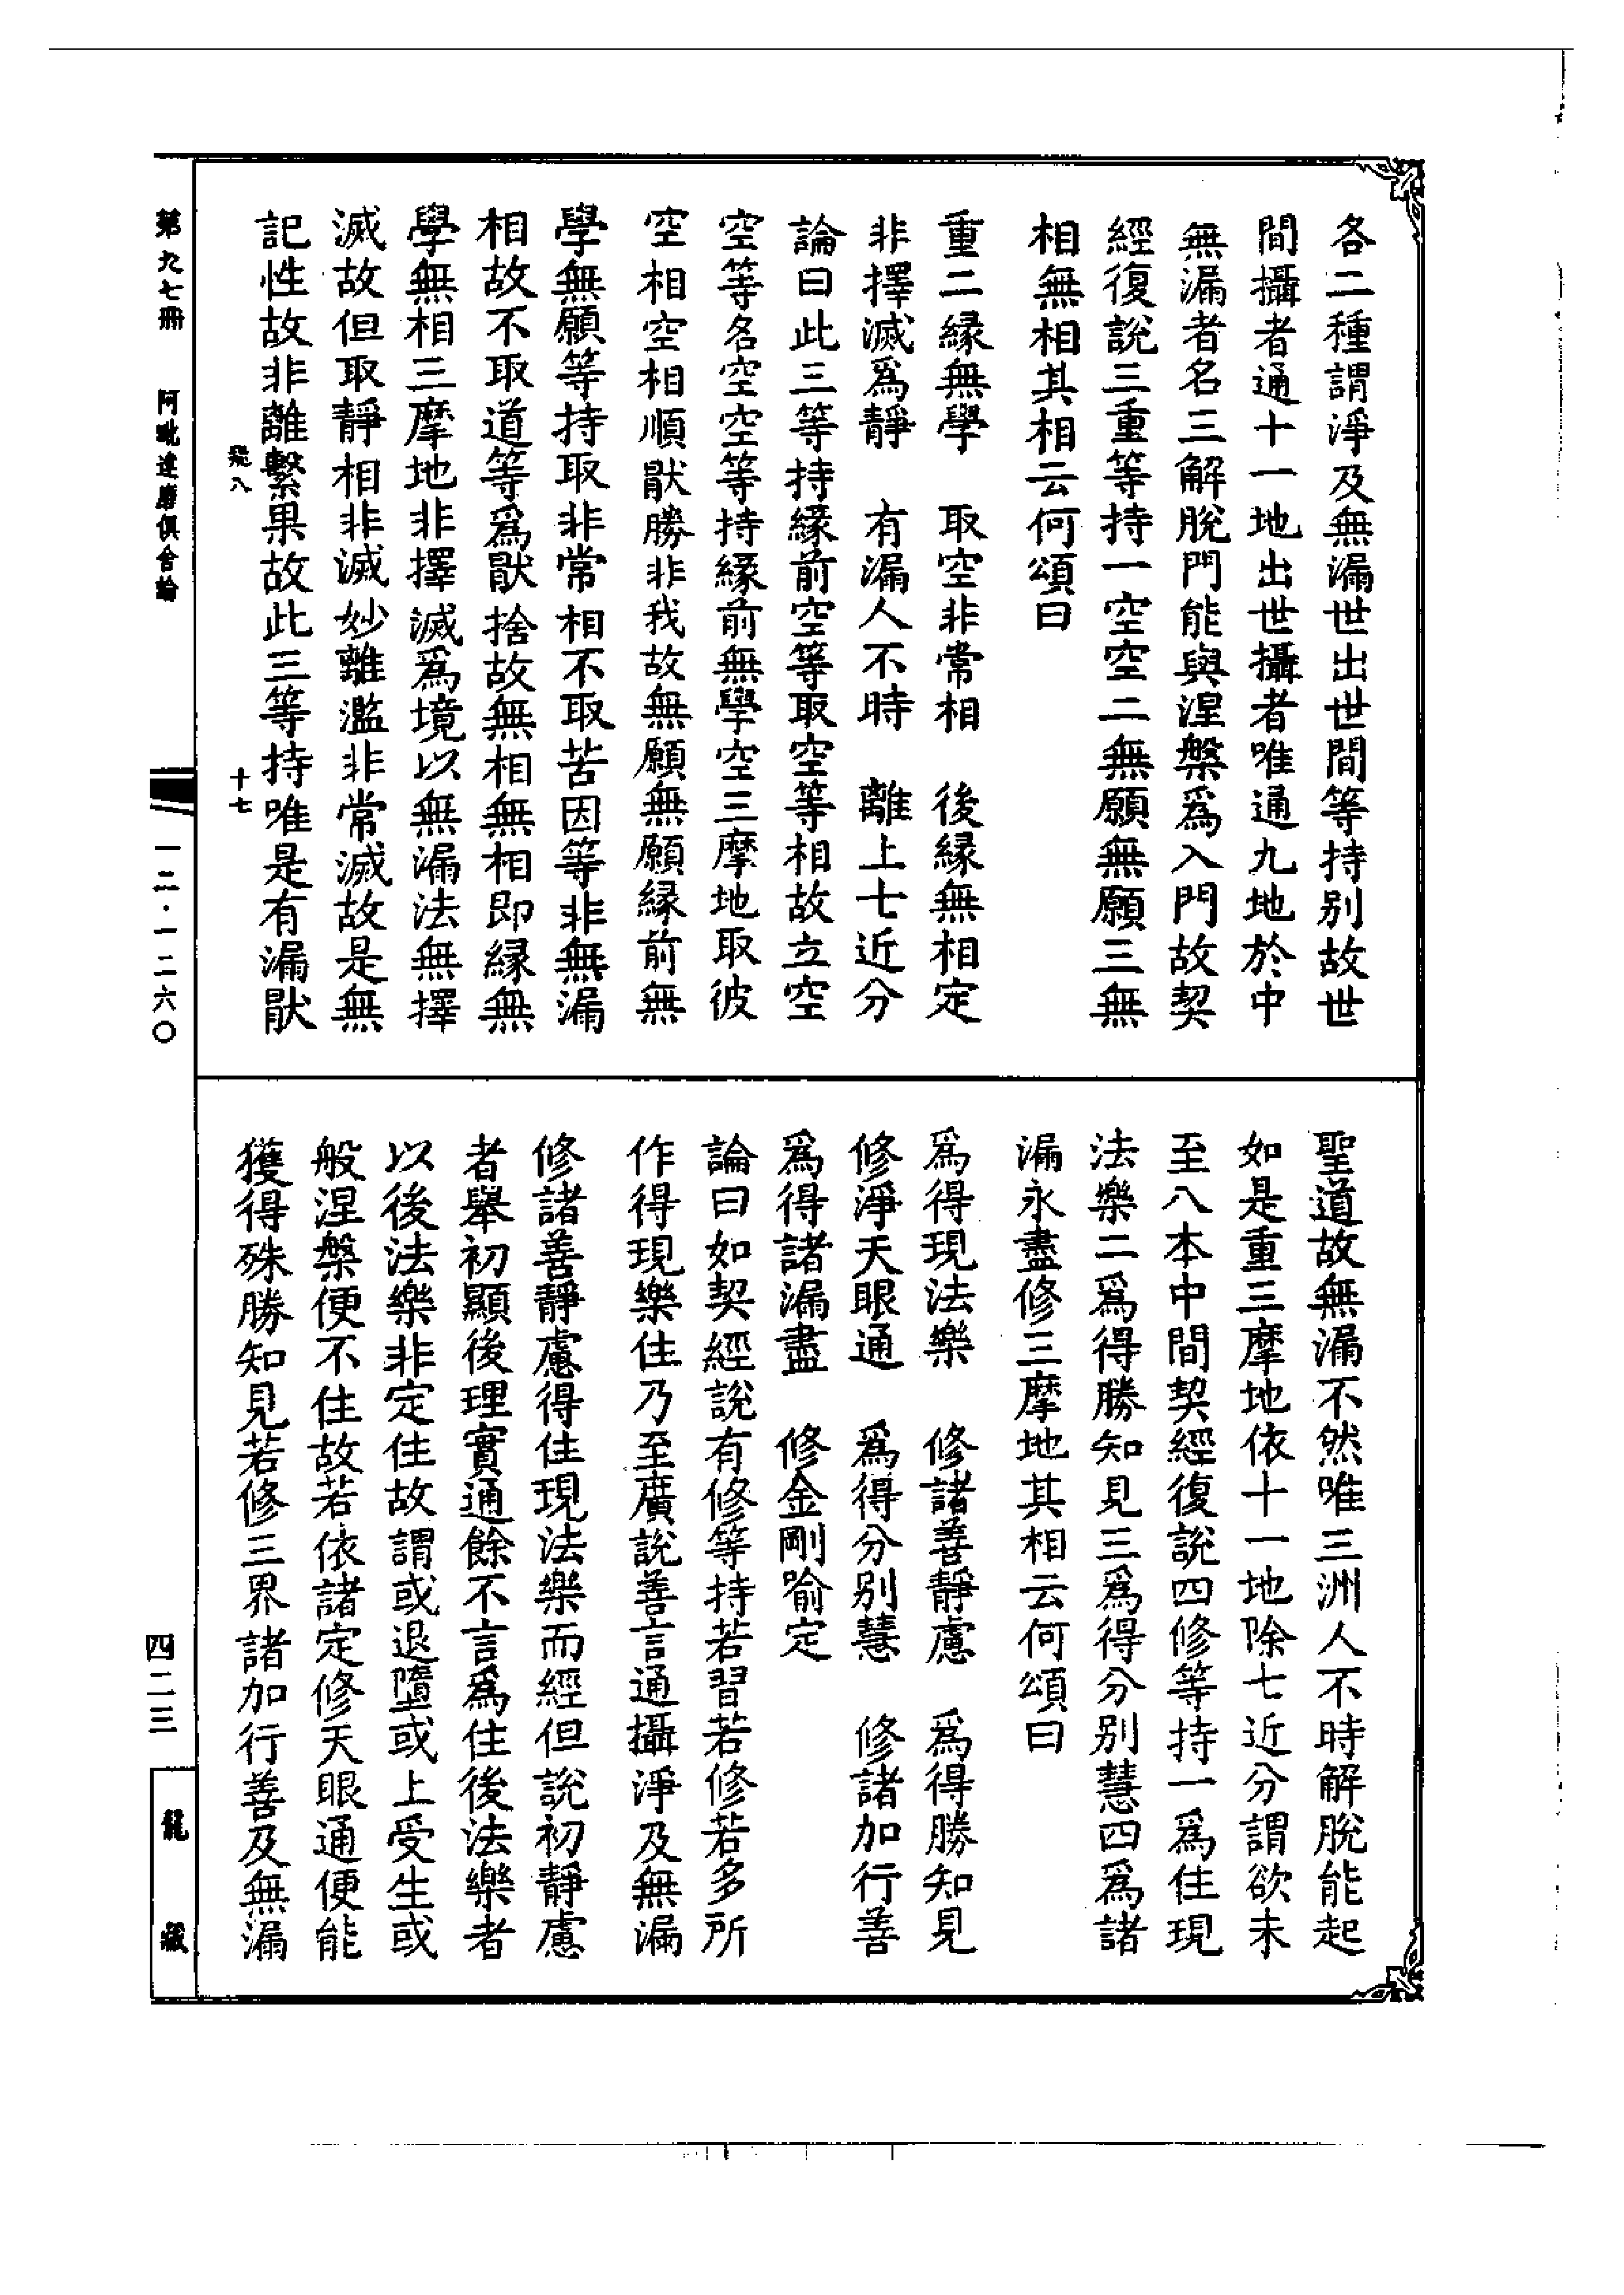 各二種謂淨及無漏世出世間等持別故世
間攝者通十一地出世攝者唯通九地於中
無漏者名三解脫門能與涅槃爲入門故契
經復說三重等持一空空二無願無願三無
相無相其相云何頌曰
重二緣無學　取空非常相　後緣無相定
非擇滅爲靜　有漏人不時　離上七近分
論曰此三等持緣前空等取空等相故立空
空等名空空等持緣前無學空三摩地取彼
空相空相順猒勝非我故無願無願緣前無
學無願等持取非常相不取苦因等非無漏
相故不取道等爲猒捨故無相無相即緣無
學無相三摩地非擇滅爲境以無漏法無擇
滅故但取靜相非滅妙離濫非常滅故是無
記性故非離繫果故此三等持唯是有漏猒
飛八　十七
聖道故無漏不然唯三洲人不時解脫能起
如是重三摩地依十一地除七近分謂欲未
至八本中間契經復說四修等持一爲住現
法樂二爲得勝知見三爲得分別慧四爲諸
漏永盡修三摩地其相云何頌曰
爲得現法樂　修諸善靜慮　爲得勝知見
修淨天眼通　爲得分別慧　修諸加行善
爲得諸漏盡　修金剛喻定
論曰如契經說有修等持若習若修若多所
作得現樂住乃至廣說善言通攝淨及無漏
修諸善靜慮得住現法樂而經但說初靜慮
者舉初顯後理實通餘不言爲住後法樂者
以後法樂非定住故謂或退墮或上受生或
般涅槃便不住故若依諸定修天眼通便能
獲得殊勝知見若修三界諸加行善及無漏
第九七冊　阿毗達磨俱舍論
一二·一二六〇
四二三
龍藏